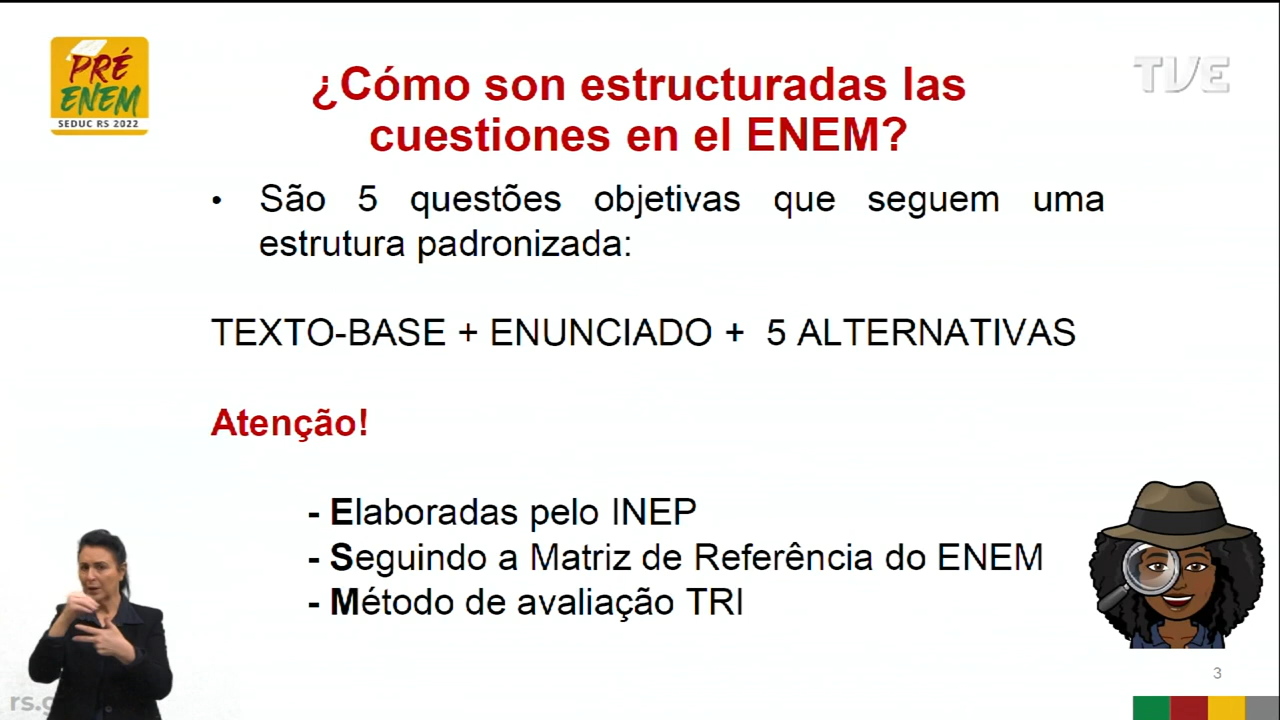 PRÉ
ENEM
SEDUC RS 2022
TVE
¿Cómo son estructuradas las
cuestiones en el ENEM?
• São 5 questões objetivas que seguem uma
estrutura padronizada:
TEXTO-BASE + ENUNCIADO + 5 ALTERNATIVAS
Atenção!
- Elaboradas pelo INEP
- Seguindo a Matriz de Referência do ENEM
- Método de avaliação TRI
3